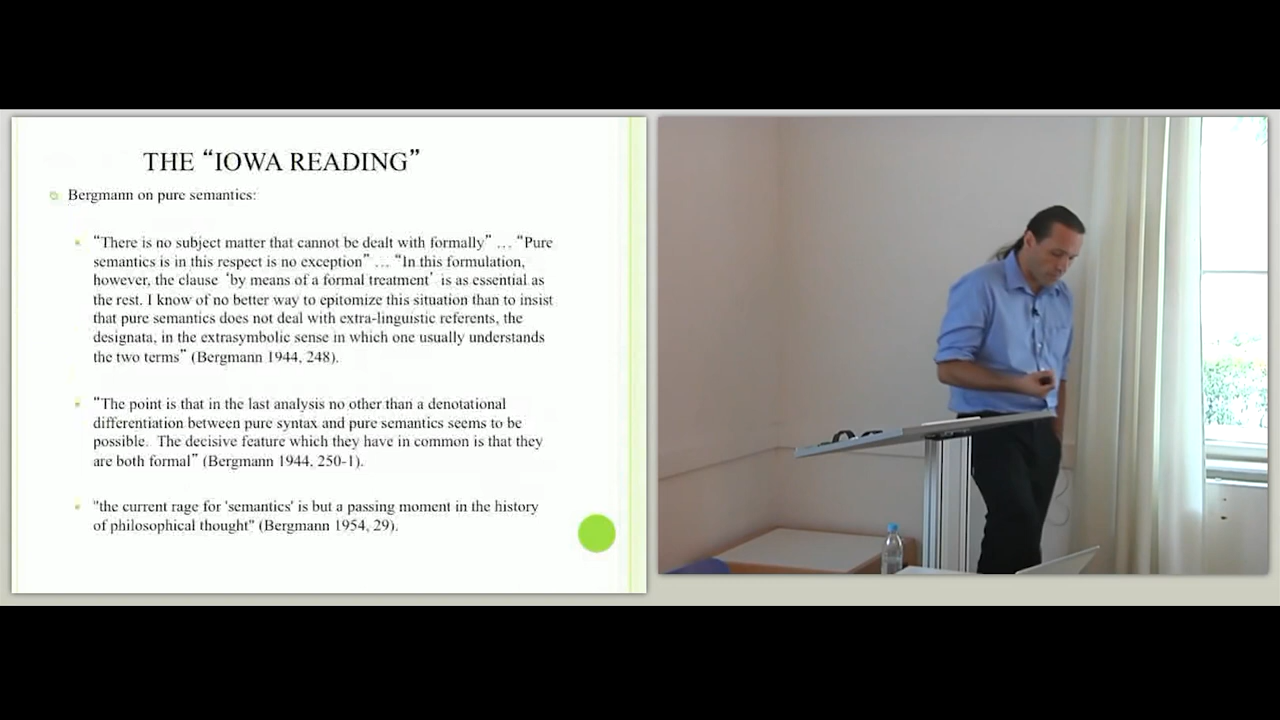 THE “IOWA READING”
Bergmann on pure semantics:
“There is no subject matter that cannot be dealt with formally” … “Pure
semantics is in this respect is no exception” … “In this formulation,
however, the clause ‘by means of a formal treatment’ is as essential as
the rest. I know of no better way to epitomize this situation than to insist
that pure semantics does not deal with extra-linguistic referents, the
designata, in the extrasymbolic sense in which one usually understands
the two terms” (Bergmann 1944, 248).
“The point is that in the last analysis no other than a denotational
differentiation between pure syntax and pure semantics seems to be
possible. The decisive feature which they have in common is that they
are both formal” (Bergmann 1944, 250-1).
"the current rage for 'semantics' is but a passing moment in the history
of philosophical thought" (Bergmann 1954, 29).